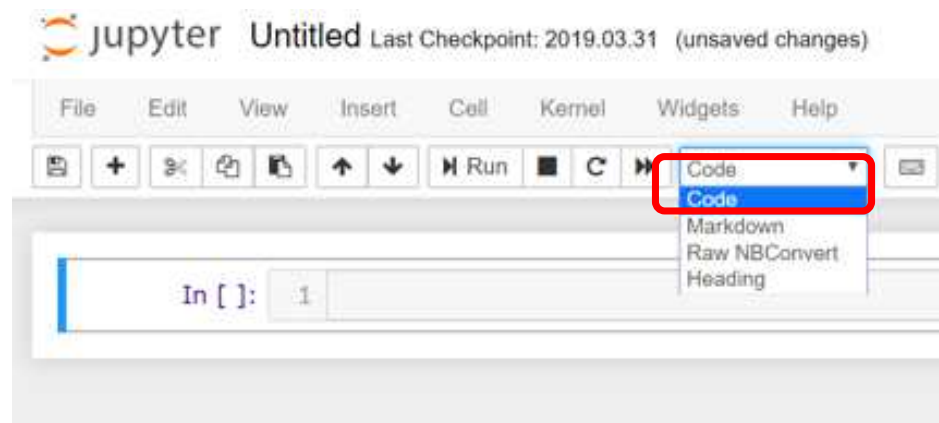 jupyter Untitled Last Checkpoint: 2019.03.31 (unsaved changes)
File Edit View Insert Cell Kernel Widgets Help
Run Code
Code
Markdown
Raw NBConvert
Heading
In [ ]: 1